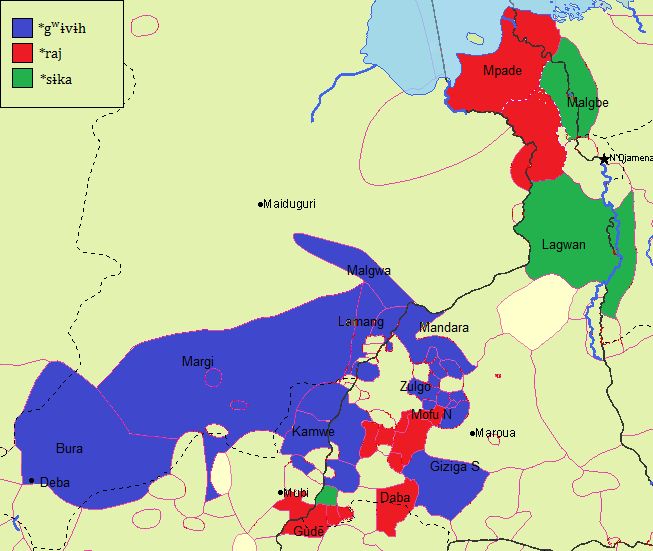 *gʷɨvɨh
*raj
*sɨka
Mpade
Malgbe
N'Djamena
Maiduguri
Lagwan
Malgwa
Lamang
Mandara
Margi
Zulgo
Mofu N
Kamwe
Maroua
Bura
Giziga S
Deba
Mubi
Daba
Gùdě